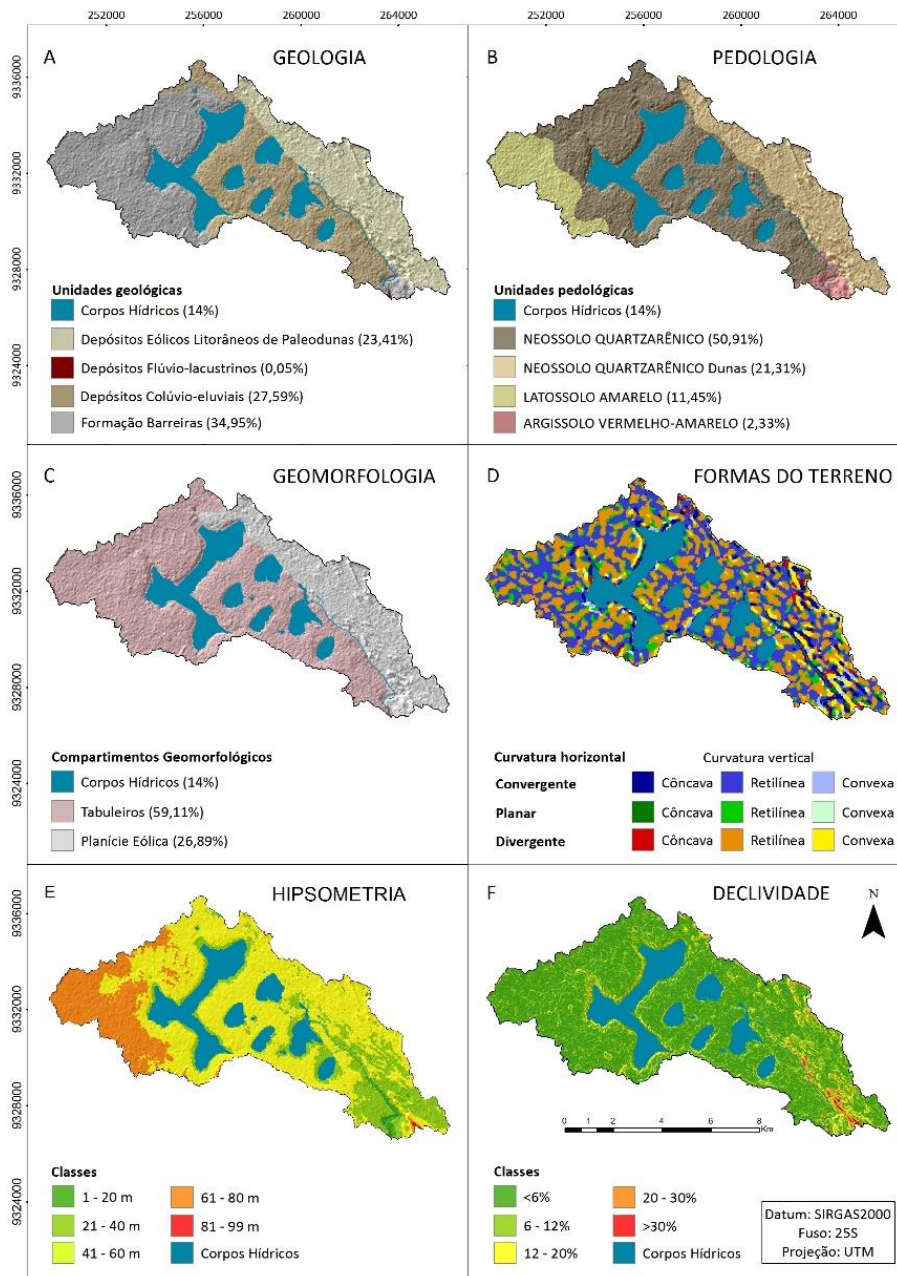 252000 256000 260000 264000
252000 256000 260000 264000
A GEOLOGIA
9336000
9332000
9328000
9324000
Unidades geológicas
Corpos Hídricos (14%)
Depósitos Eólicos Litorâneos de Paleodunas (23,41%)
Depósitos Flúvio-lacustrinos (0,05%)
Depósitos Colúvio-eluviais (27,59%)
Formação Barreiras (34,95%)
B PEDOLOGIA
Unidades pedológicas
Corpos Hídricos (14%)
NEOSSOLO QUARTZARÊNICO (50,91%)
NEOSSOLO QUARTZARÊNICO Dunas (21,31%)
LATOSSOLO AMARELO (11,45%)
ARGISSOLO VERMELHO-AMARELO (2,33%)
C GEOMORFOLOGIA
9336000
9332000
9328000
9324000
Compartimentos Geomorfológicos
Corpos Hídricos (14%)
Tabuleiros (59,11%)
Planície Eólica (26,89%)
D FORMAS DO TERRENO
Curvatura horizontal Curvatura vertical
Convergente Côncava Retilínea Convexa
Planar Côncava Retilínea Convexa
Divergente Côncava Retilínea Convexa
E HIPSOMETRIA
9336000
9332000
9328000
9324000
Classes
1 - 20 m 61 - 80 m
21 - 40 m 81 - 99 m
41 - 60 m Corpos Hídricos
F DECLIVIDADE
N
0 1 2 4 6 8
Km
Classes
<6% 20 - 30%
6 - 12% >30%
12 - 20% Corpos Hídricos
Datum: SIRGAS2000
Fuso: 25S
Projeção: UTM